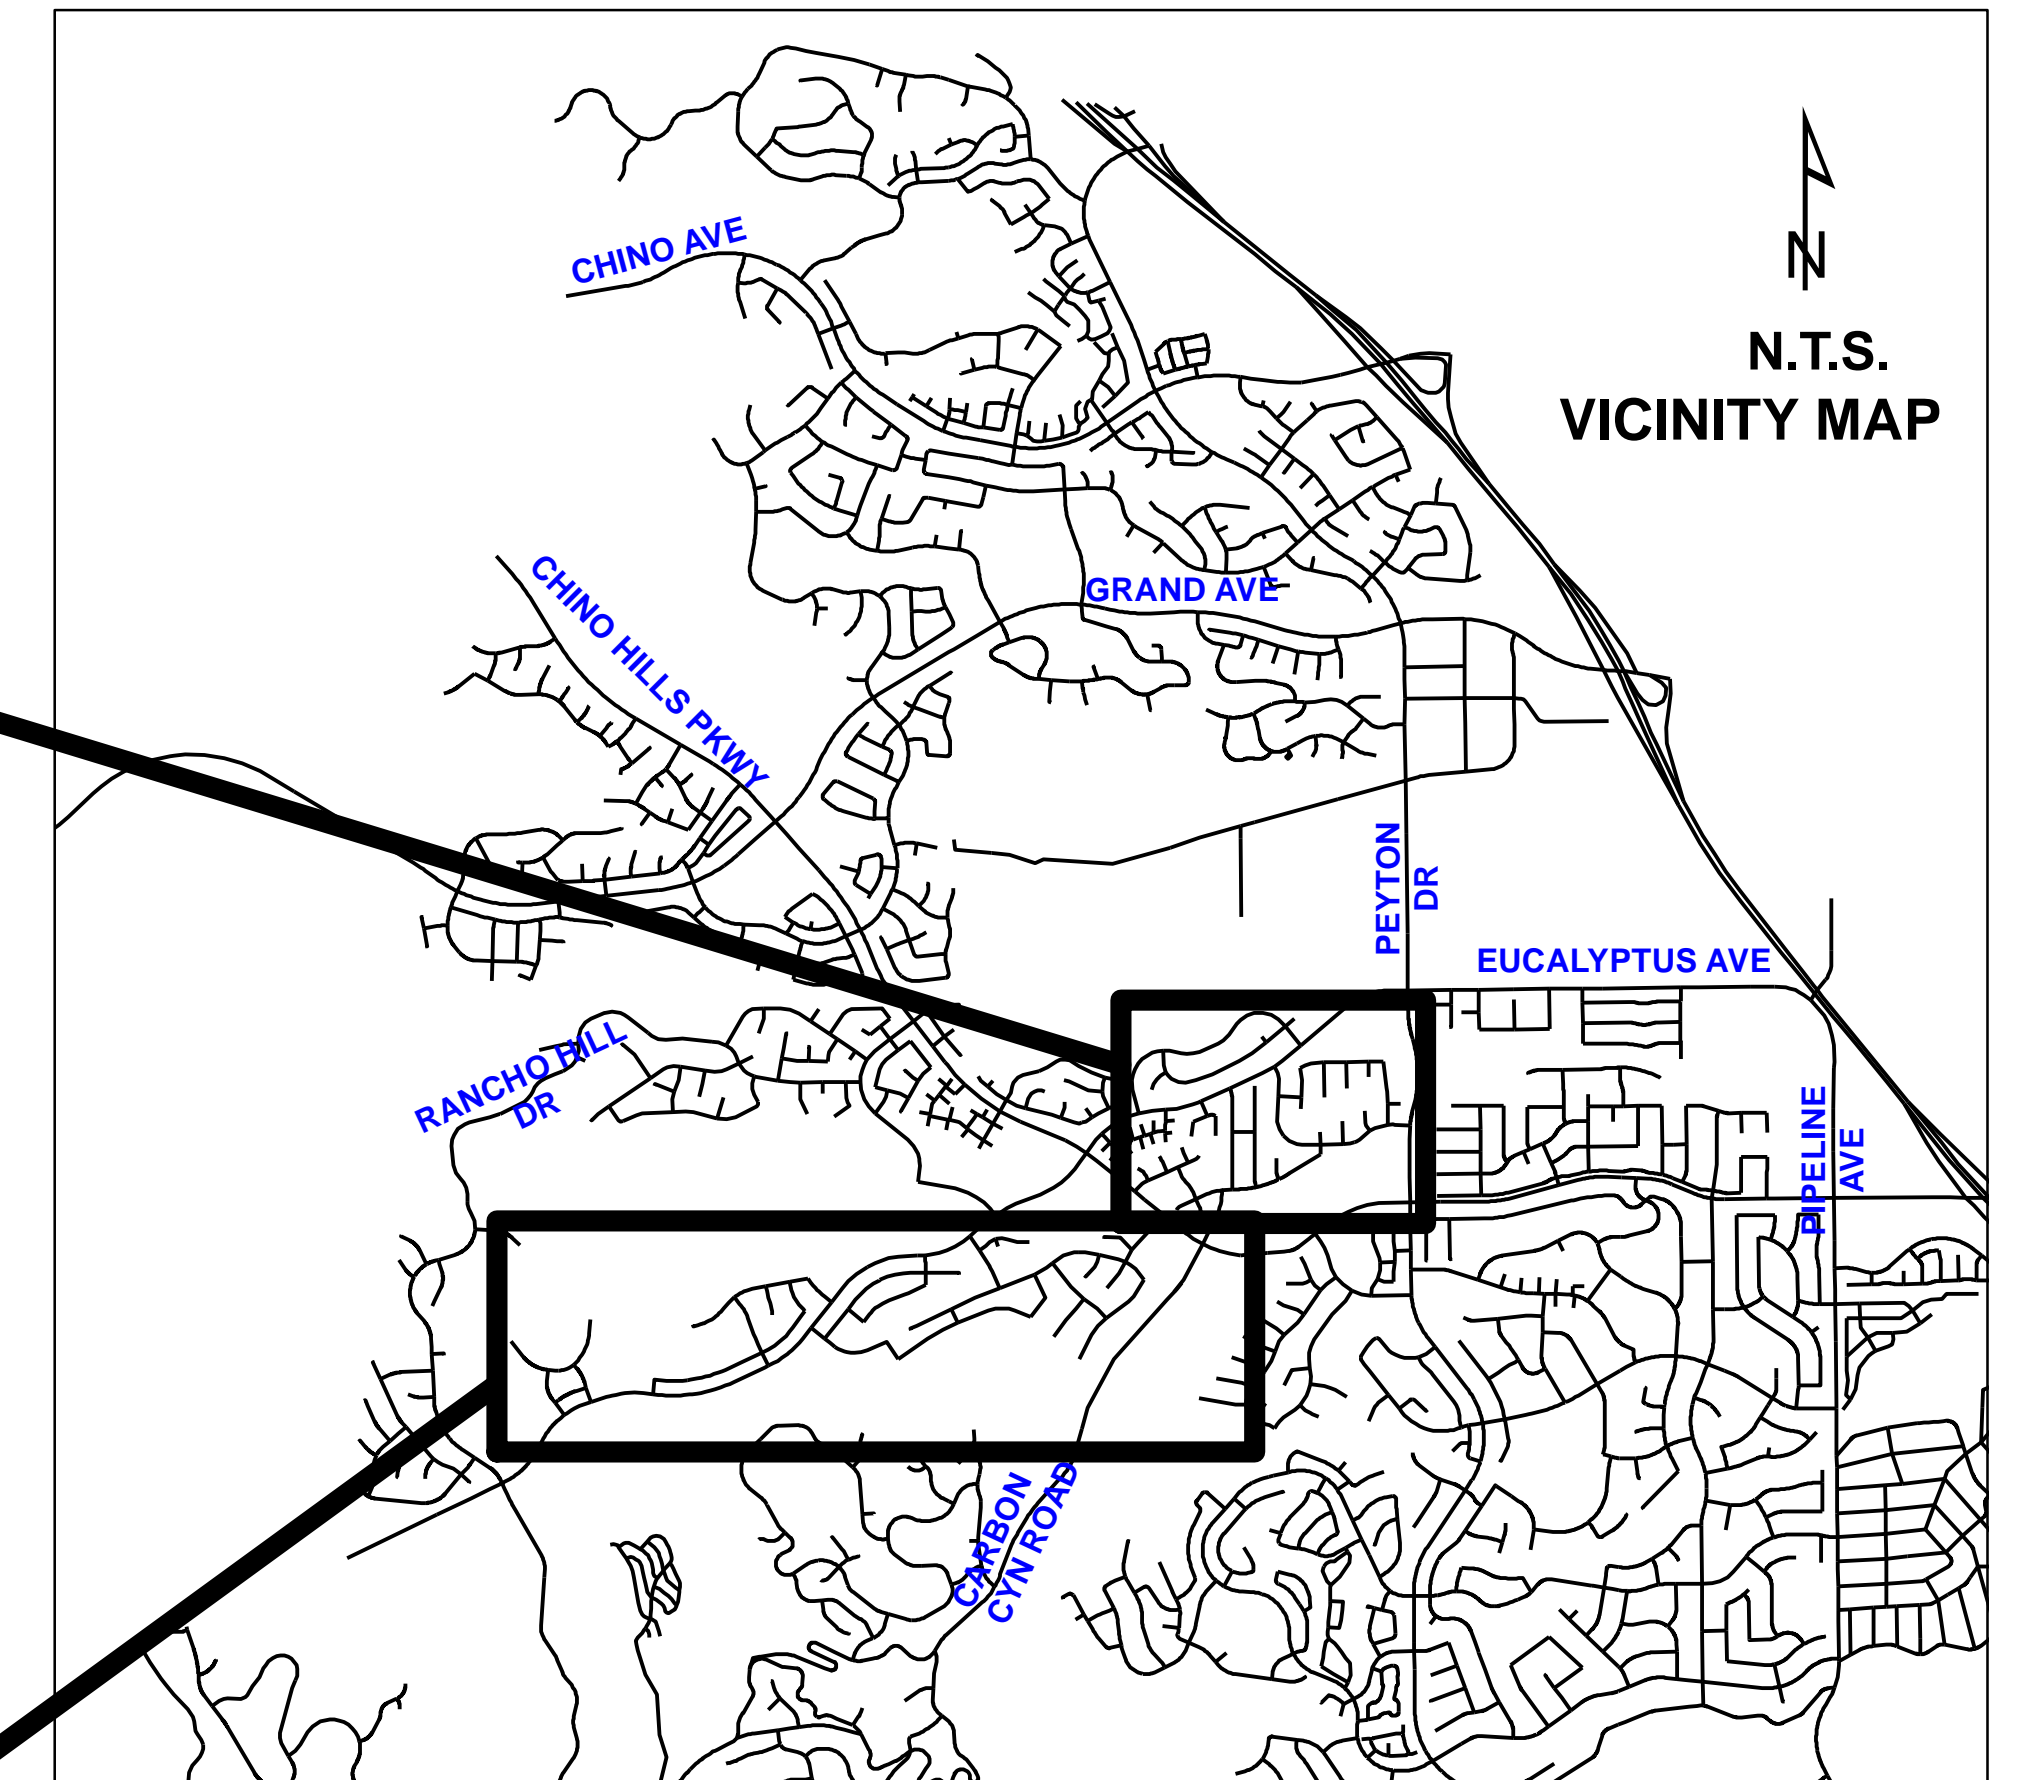 CHINO AVE
N
N.T.S.
VICINITY MAP
CHINO HILLS PKWY
GRAND AVE
PEYTON
DR
EUCALYPTUS AVE
RANCHO HILL
DR
PIPELINE
AVE
CARBON
CYN ROAD